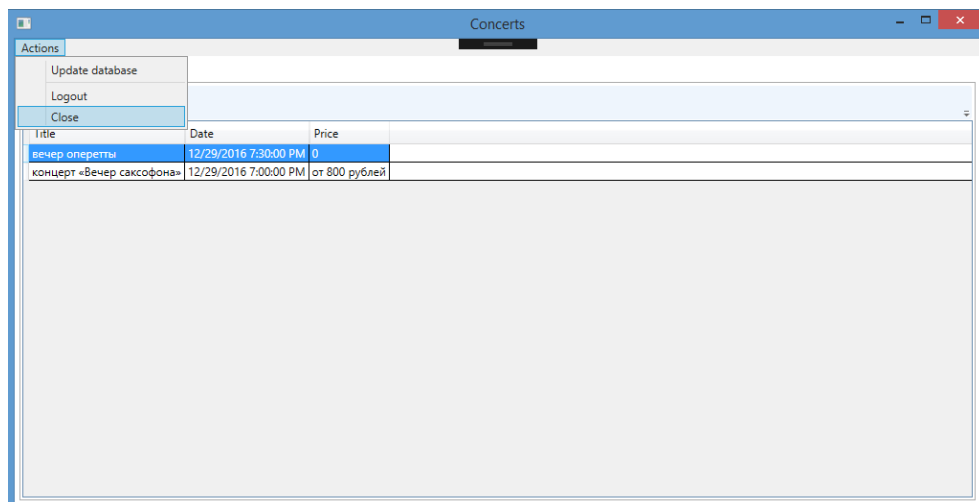 Concerts
Actions
Update database
Logout
Close
Title Date Price
вечер оперетты 12/29/2016 7:30:00 PM 0
концерт «Вечер саксофона» 12/29/2016 7:00:00 PM от 800 рублей